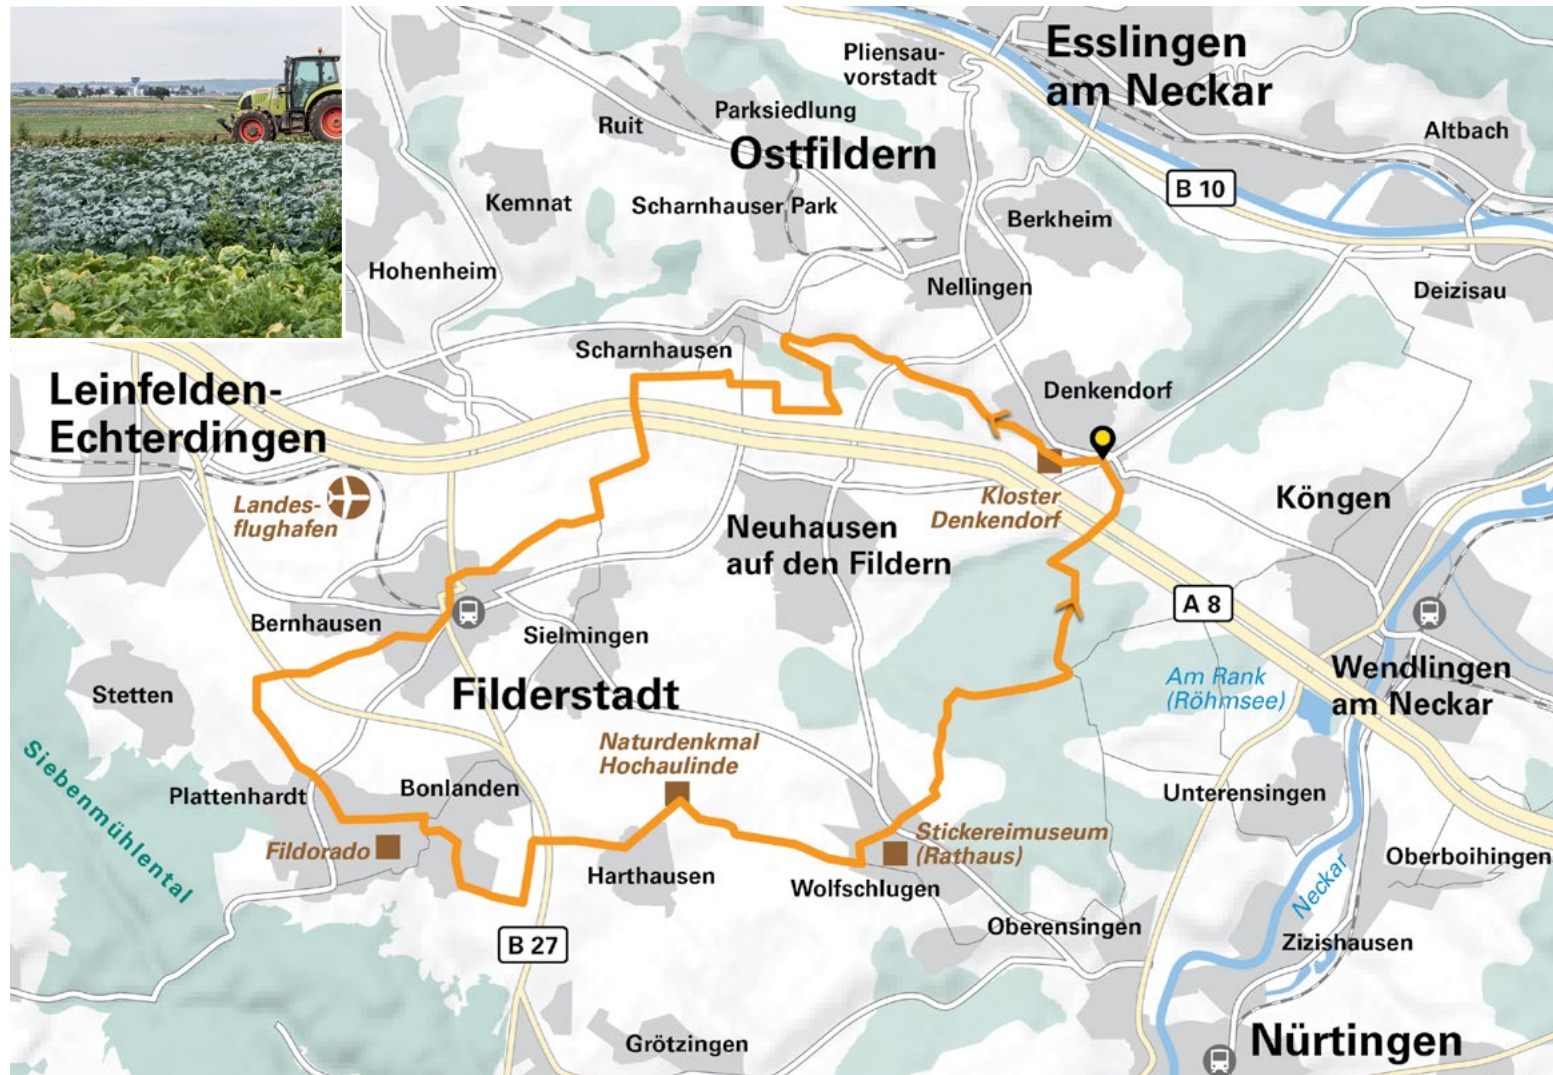 Esslingen
am Neckar
Pliensau-
vorstadt
Parksiedlung
Ruit
Ostfildern
Altbach
B 10
Kemnat
Scharnhauser Park
Berkheim
Hohenheim
Nellingen
Deizisau
Scharnhausen
Leinfelden-
Echterdingen
Denkendorf
Landes-
flughafen
Kloster
Denkendorf
Köngen
Neuhausen
auf den Fildern
A 8
Bernhausen
Sielmingen
Stetten
Filderstadt
Am Rank
(Röhmsee)
Wendlingen
am Neckar
Siebenmühlental
Naturdenkmal
Hochaulinde
Plattenhardt
Bonlanden
Unterensingen
Fildorado
Stickereimuseum
(Rathaus)
Harthausen
Wolfschlugen
Oberboihingen
Neckar
Oberensingen
Zizishausen
B 27
Grötzingen
Nürtingen